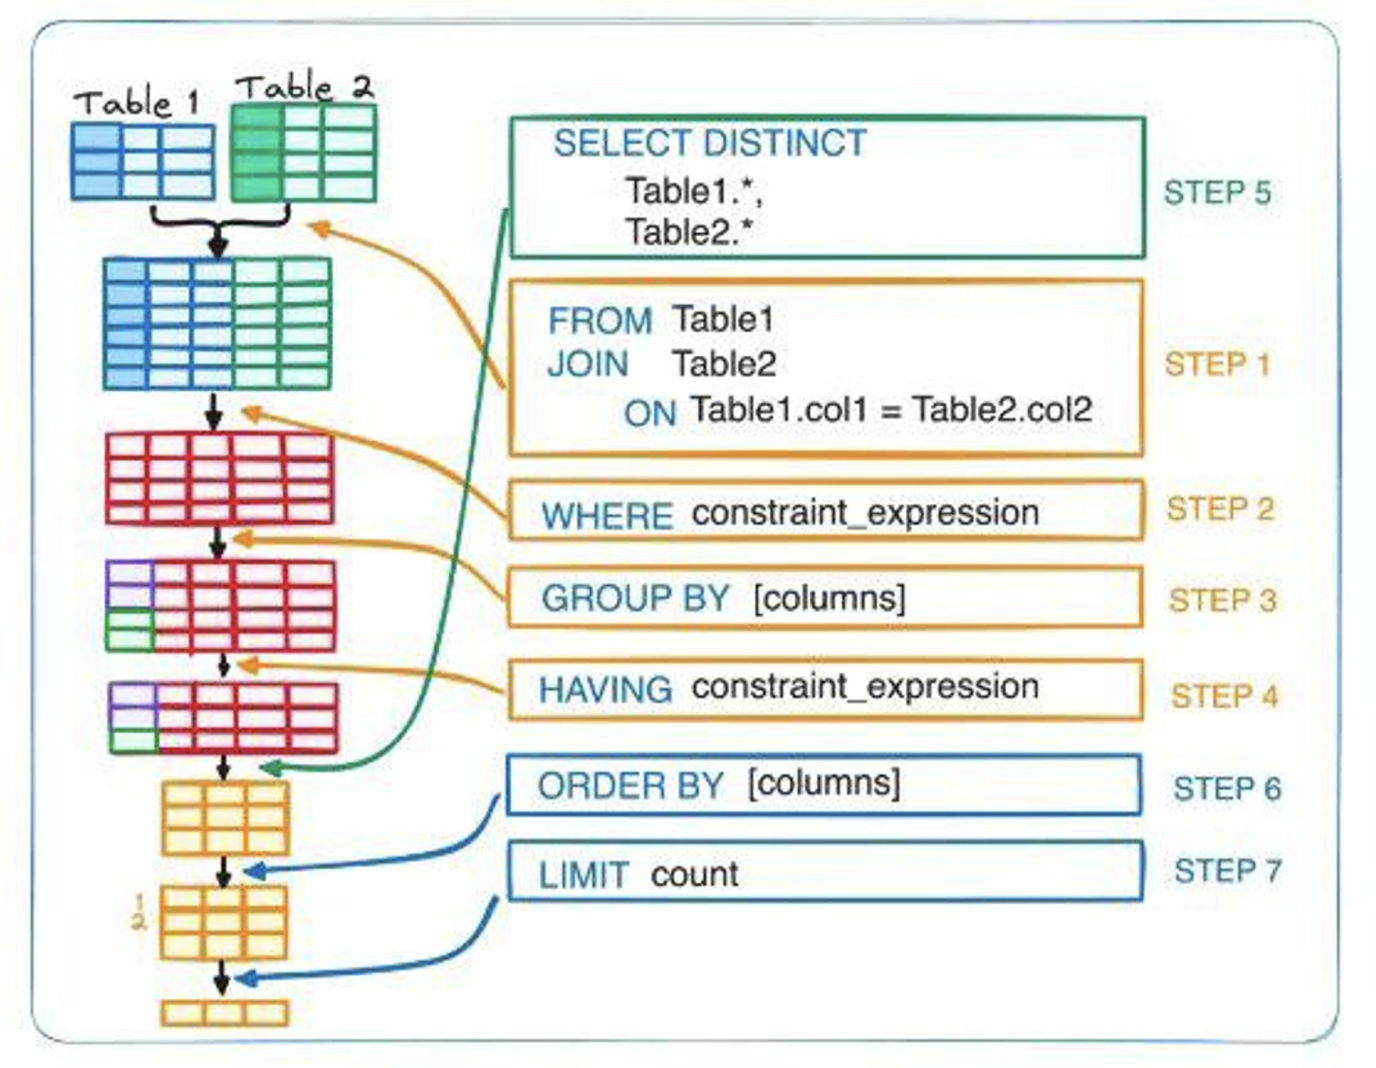 Table 1
Table 2
SELECT DISTINCT
Table1.*,
Table2.*
STEP 5
FROM Table1
JOIN Table2
ON Table1.col1 = Table2.col2
STEP 1
WHERE constraint_expression
STEP 2
GROUP BY [columns]
STEP 3
HAVING constraint_expression
STEP 4
ORDER BY [columns]
STEP 6
LIMIT count
STEP 7
1
2